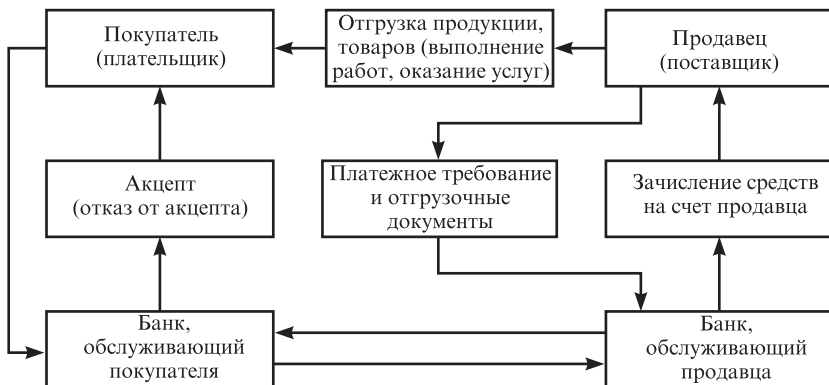 Покупатель
(плательщик)
Отгрузка продукции,
товаров (выполнение
работ, оказание услуг)
Продавец
(поставщик)
Акцепт
(отказ от акцепта)
Платежное требование
и отгрузочные
документы
Зачисление средств
на счет продавца
Банк,
обслуживающий
покупателя
Банк,
обслуживающий
продавца